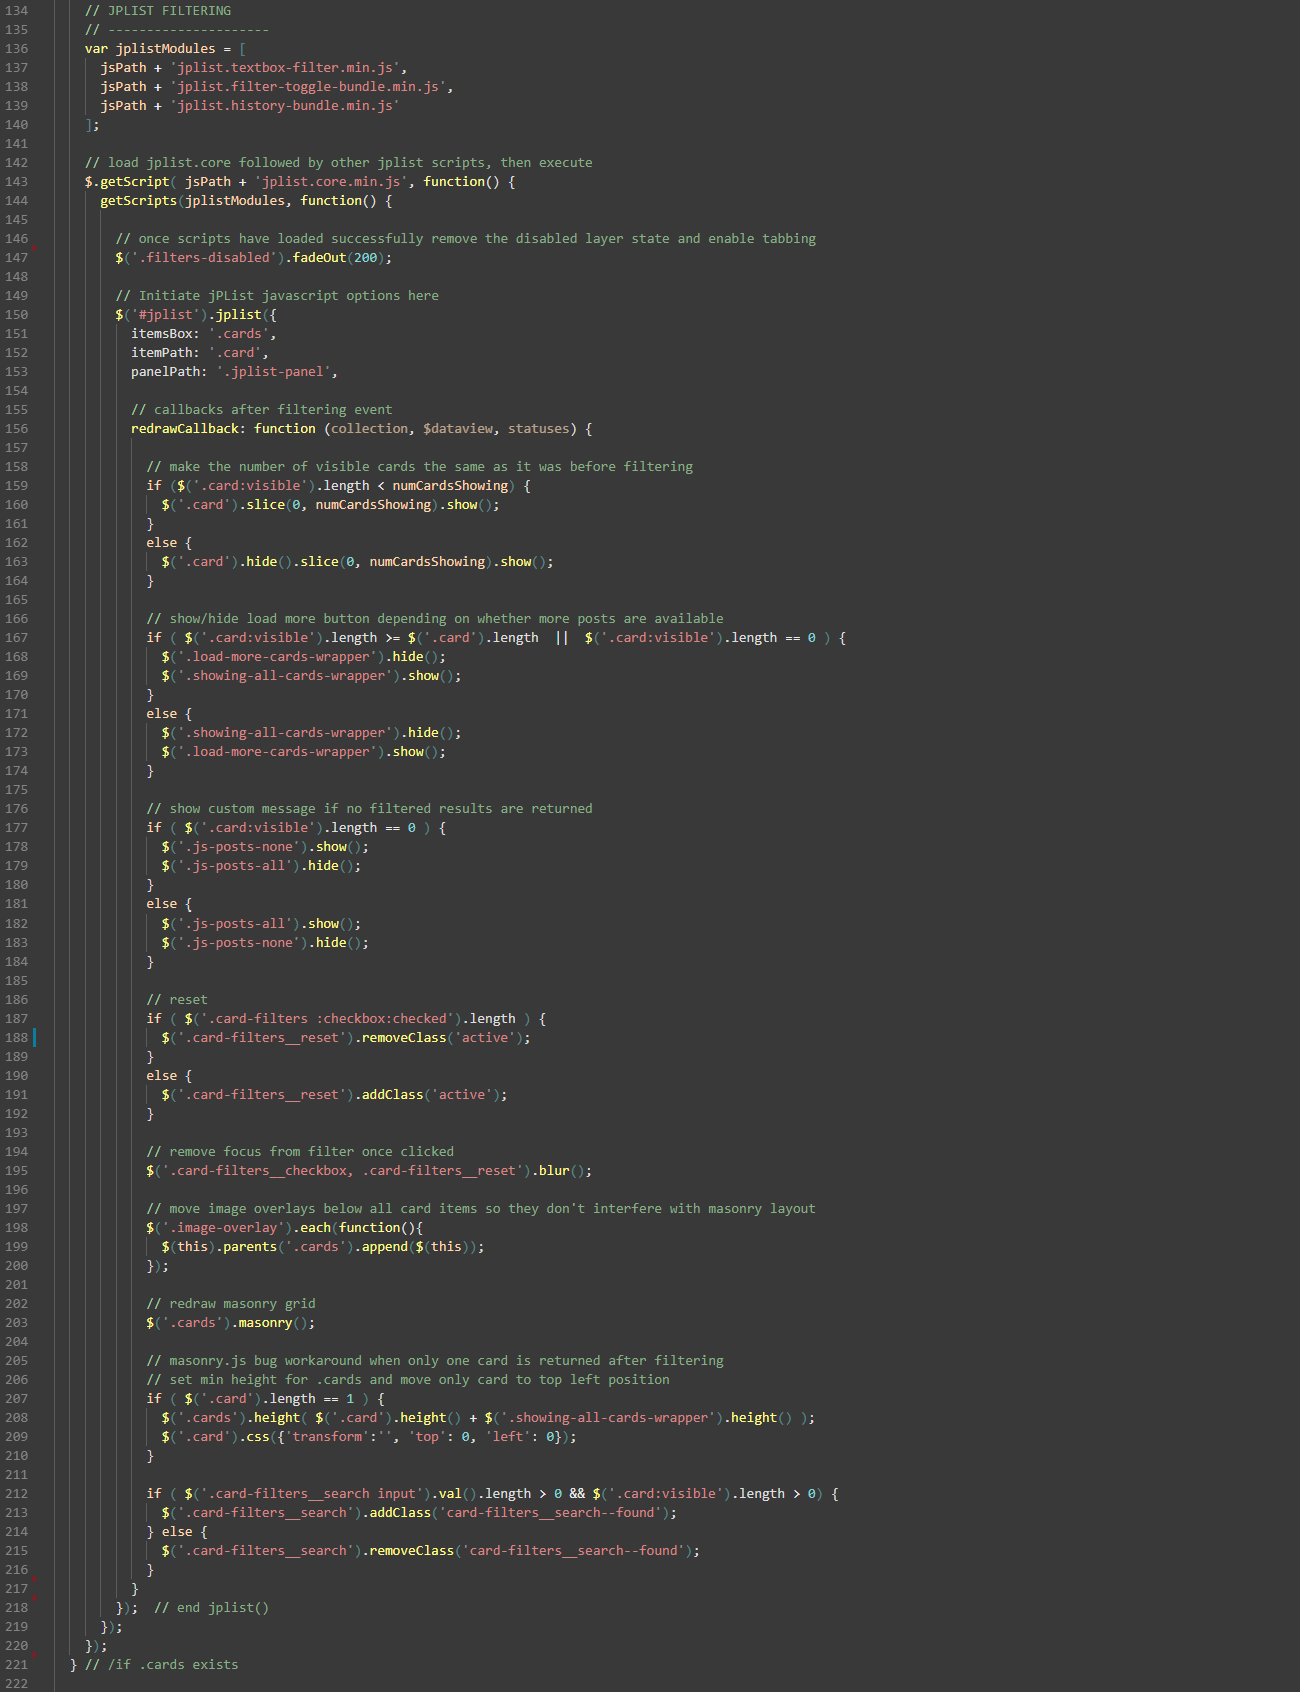 134 // JPLIST FILTERING
135 // ---------------------
136 var jplistModules = [
137 jsPath + 'jplist.textbox-filter.min.js',
138 jsPath + 'jplist.filter-toggle-bundle.min.js',
139 jsPath + 'jplist.history-bundle.min.js'
140 ];
141
142 // load jplist.core followed by other jplist scripts, then execute
143 $.getScript( jsPath + 'jplist.core.min.js', function() {
144 getScripts(jplistModules, function() {
145
146 // once scripts have loaded successfully remove the disabled layer state and enable tabbing
147 $('.filters-disabled').fadeOut(200);
148
149 // Initiate jPList javascript options here
150 $('#jplist').jplist({
151 itemsBox: '.cards',
152 itemPath: '.card',
153 panelPath: '.jplist-panel',
154
155 // callbacks after filtering event
156 redrawCallback: function (collection, $dataview, statuses) {
157
158 // make the number of visible cards the same as it was before filtering
159 if ($('.card:visible').length < numCardsShowing) {
160 $('.card').slice(0, numCardsShowing).show();
161 }
162 else {
163 $('.card').hide().slice(0, numCardsShowing).show();
164 }
165
166 // show/hide load more button depending on whether more posts are available
167 if ( $('.card:visible').length >= $('.card').length || $('.card:visible').length == 0 ) {
168 $('.load-more-cards-wrapper').hide();
169 $('.showing-all-cards-wrapper').show();
170 }
171 else {
172 $('.showing-all-cards-wrapper').hide();
173 $('.load-more-cards-wrapper').show();
174 }
175
176 // show custom message if no filtered results are returned
177 if ( $('.card:visible').length == 0 ) {
178 $('.js-posts-none').show();
179 $('.js-posts-all').hide();
180 }
181 else {
182 $('.js-posts-all').show();
183 $('.js-posts-none').hide();
184 }
185
186 // reset
187 if ( $('.card-filters :checkbox:checked').length ) {
188 $('.card-filters__reset').removeClass('active');
189 }
190 else {
191 $('.card-filters__reset').addClass('active');
192 }
193
194 // remove focus from filter once clicked
195 $('.card-filters__checkbox, .card-filters__reset').blur();
196
197 // move image overlays below all card items so they don't interfere with masonry layout
198 $('.image-overlay').each(function(){
199 $(this).parents('.cards').append($(this));
200 });
201
202 // redraw masonry grid
203 $('.cards').masonry();
204
205 // masonry.js bug workaround when only one card is returned after filtering
206 // set min height for .cards and move only card to top left position
207 if ( $('.card').length == 1 ) {
208 $('.cards').height( $('.card').height() + $('.showing-all-cards-wrapper').height() );
209 $('.card').css({'transform':'', 'top': 0, 'left': 0});
210 }
211
212 if ( $('.card-filters__search input').val().length > 0 && $('.card:visible').length > 0) {
213 $('.card-filters__search').addClass('card-filters__search--found');
214 } else {
215 $('.card-filters__search').removeClass('card-filters__search--found');
216 }
217 }
218 }); // end jplist()
219 });
220 });
221 } // /if .cards exists
222